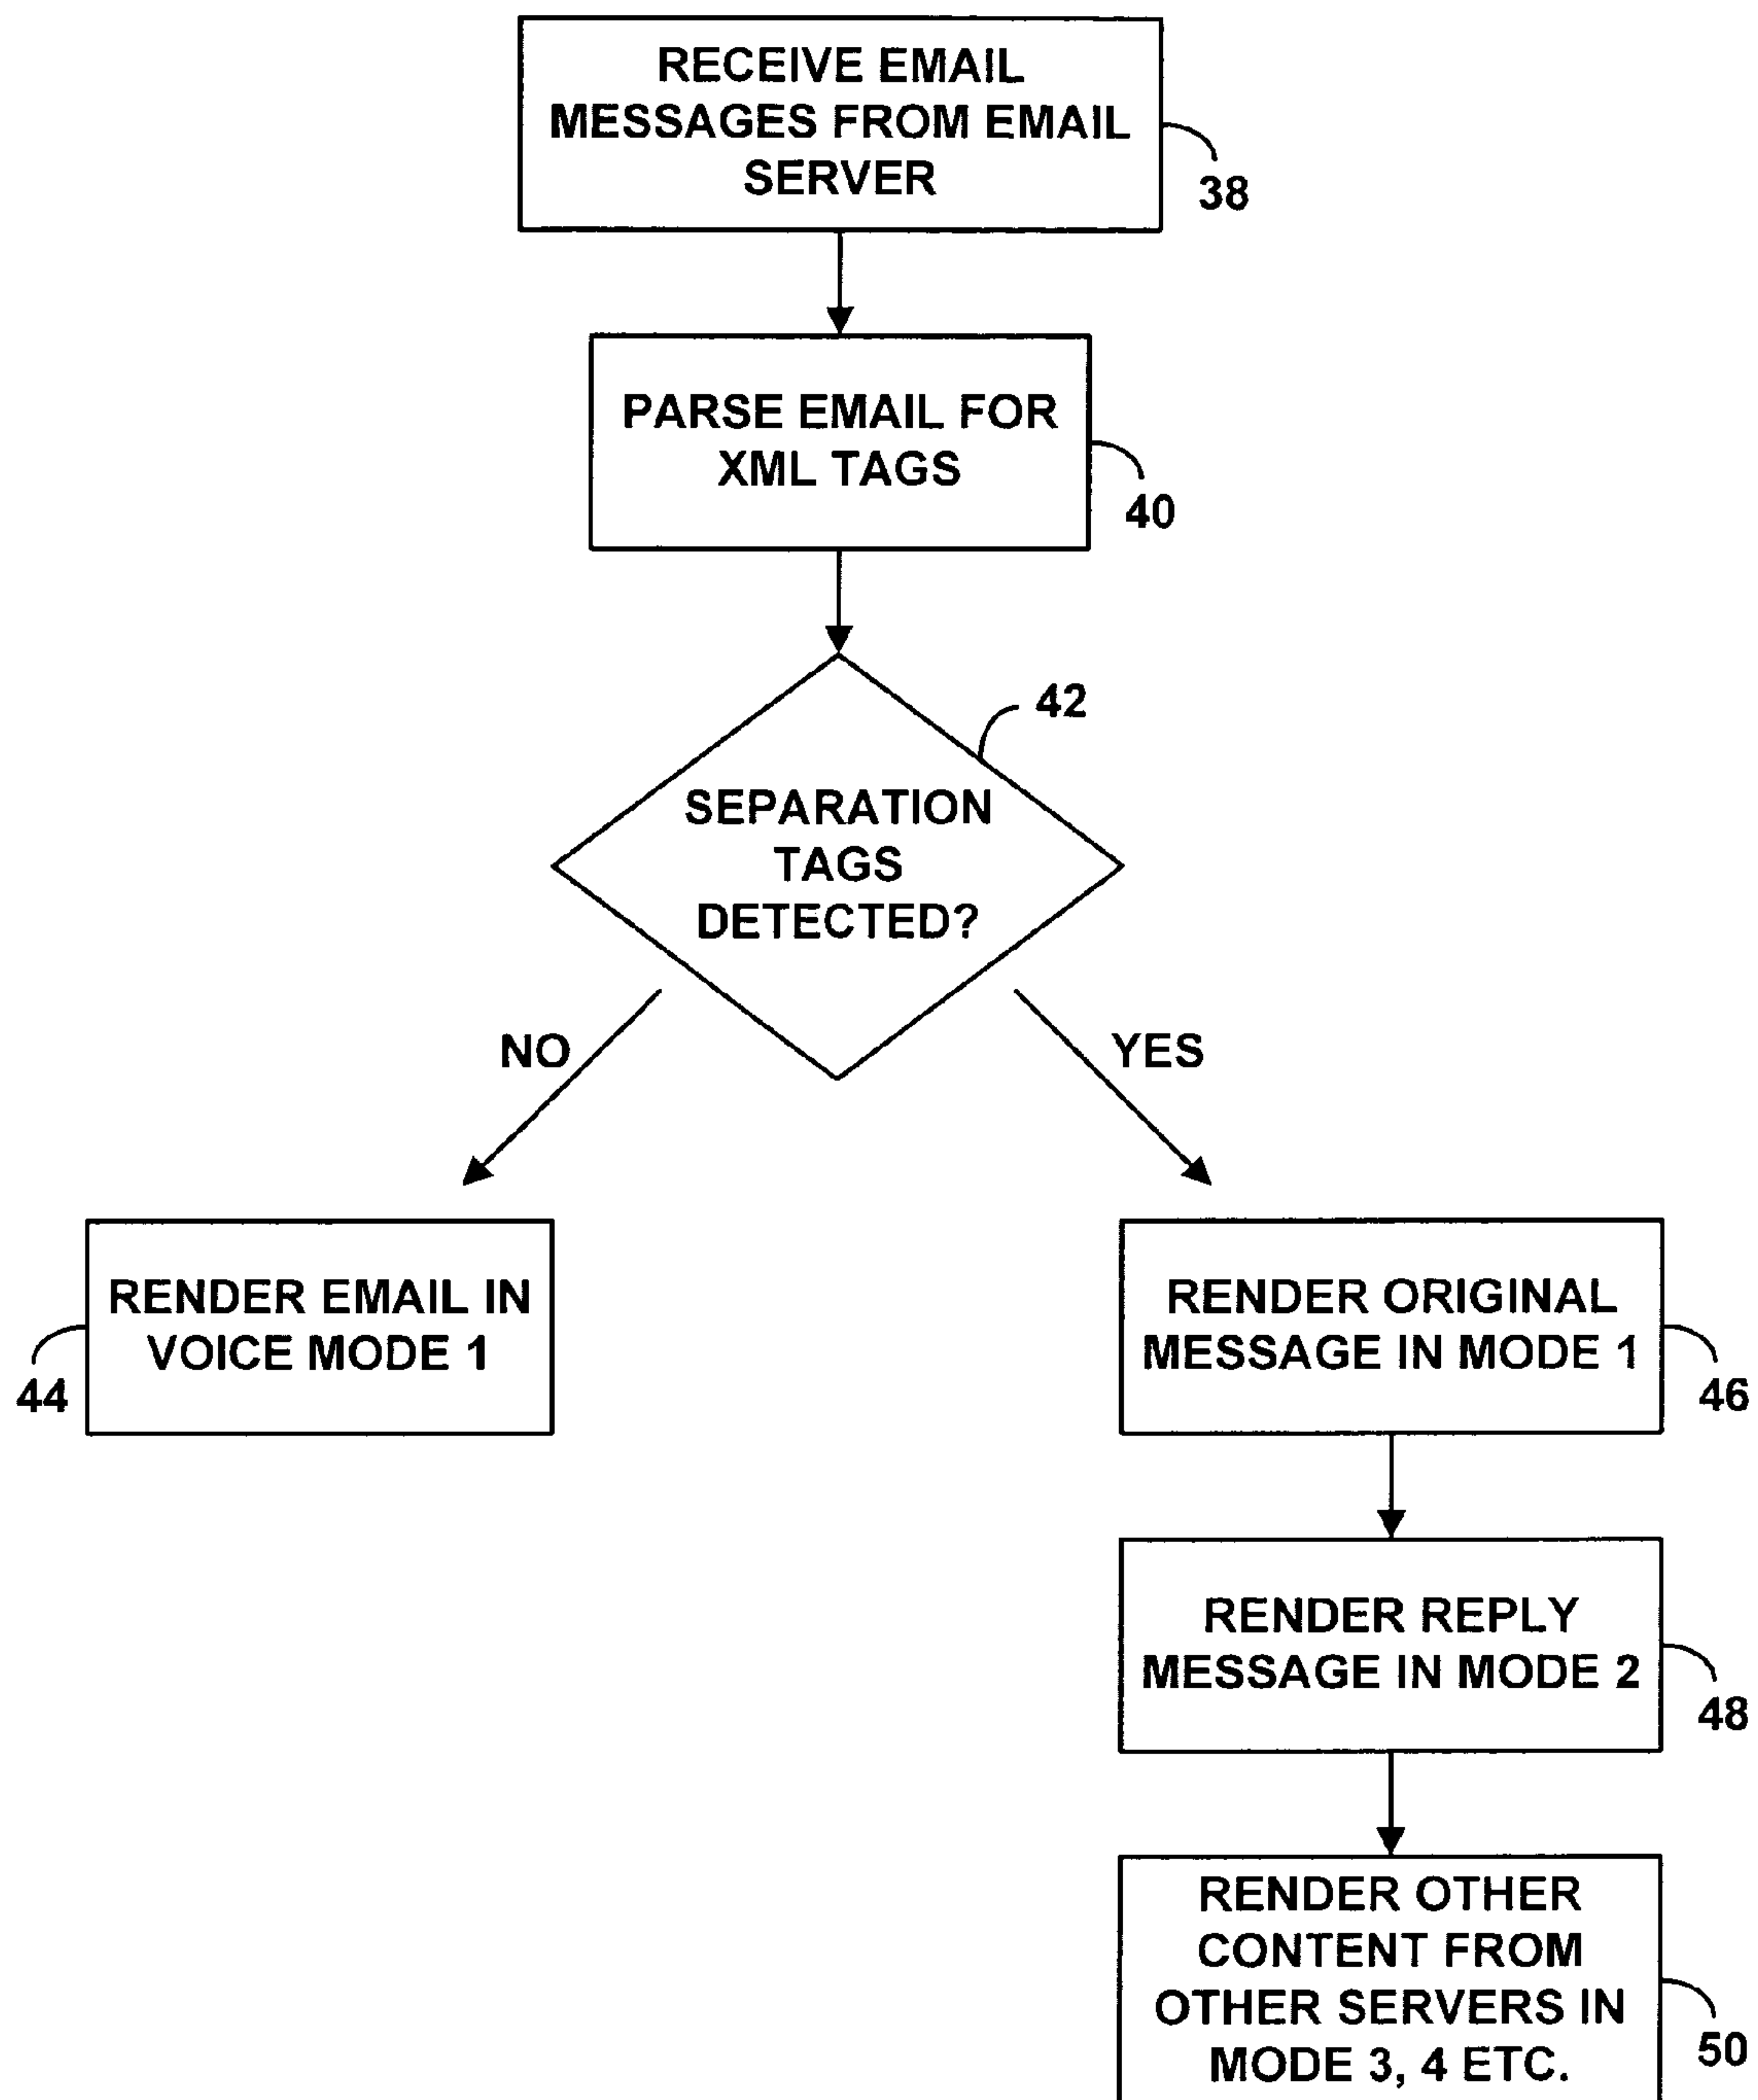 RECEIVE EMAIL
MESSAGES FROM EMAIL
SERVER
38
PARSE EMAIL FOR
XML TAGS
40
42
SEPARATION
TAGS
DETECTED?
NO
YES
RENDER EMAIL IN
VOICE MODE 1
44
RENDER ORIGINAL
MESSAGE IN MODE 1
46
RENDER REPLY
MESSAGE IN MODE 2
48
RENDER OTHER
CONTENT FROM
OTHER SERVERS IN
MODE 3, 4 ETC.
50